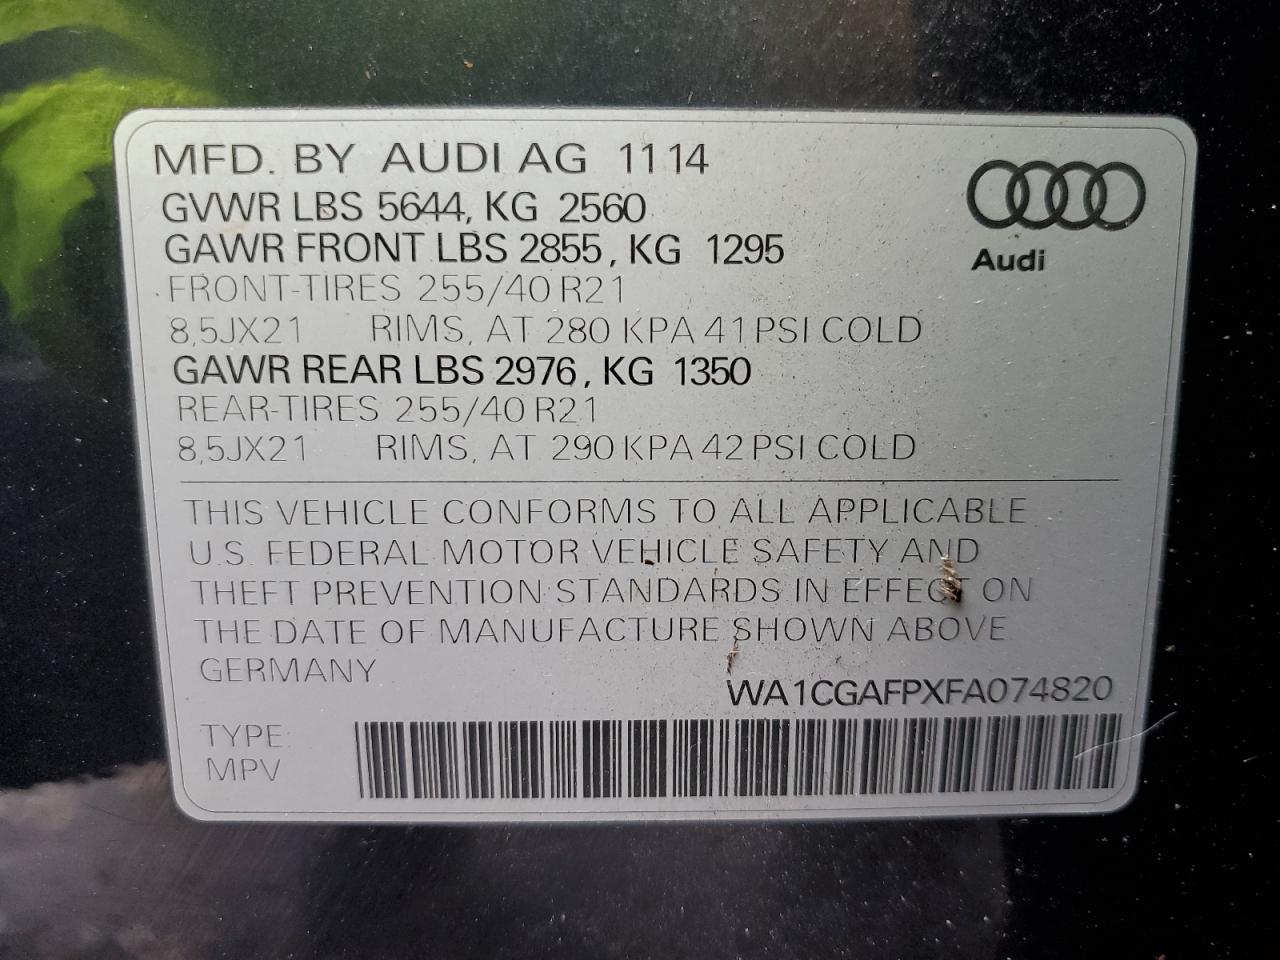 MFD. BY AUDI AG 11 14
GVWR LBS 5644, KG 2560
GAWR FRONT LBS 2855, KG 1295
FRONT-TIRES 255/40 R21
8,5JX21 RIMS, AT 280 KPA 41 PSI COLD
GAWR REAR LBS 2976, KG 1350
REAR-TIRES 255/40 R21
8,5JX21 RIMS, AT 290 KPA 42 PSI COLD
Audi
THIS VEHICLE CONFORMS TO ALL APPLICABLE
U.S. FEDERAL MOTOR VEHICLE SAFETY AND
THEFT PREVENTION STANDARDS IN EFFECT ON
THE DATE OF MANUFACTURE SHOWN ABOVE
GERMANY
WA1CGAFPXFA074820
TYPE:
MPV